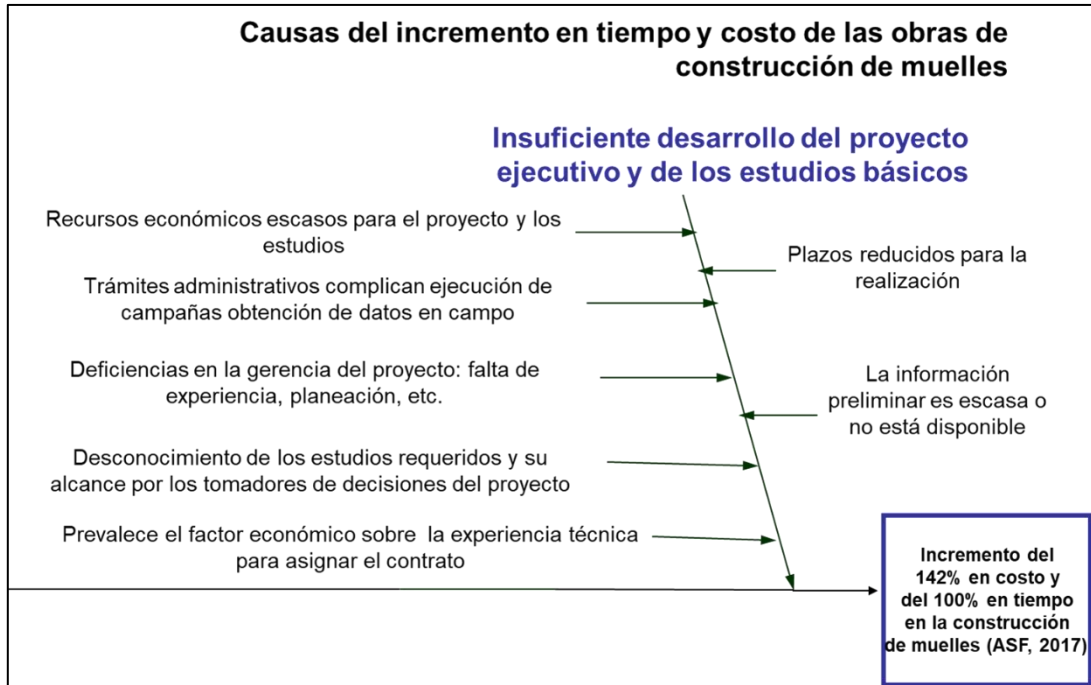 Causas del incremento en tiempo y costo de las obras de
construcción de muelles
Insuficiente desarrollo del proyecto
ejecutivo y de los estudios básicos
Recursos económicos escasos para el proyecto y los
estudios
Plazos reducidos para la
realización
Trámites administrativos complican ejecución de
campañas obtención de datos en campo
Deficiencias en la gerencia del proyecto: falta de
experiencia, planeación, etc.
La información
preliminar es escasa o
no está disponible
Desconocimiento de los estudios requeridos y su
alcance por los tomadores de decisiones del proyecto
Prevalece el factor económico sobre la experiencia técnica
para asignar el contrato
Incremento del
142% en costo y
del 100% en tiempo
en la construcción
de muelles (ASF, 2017)